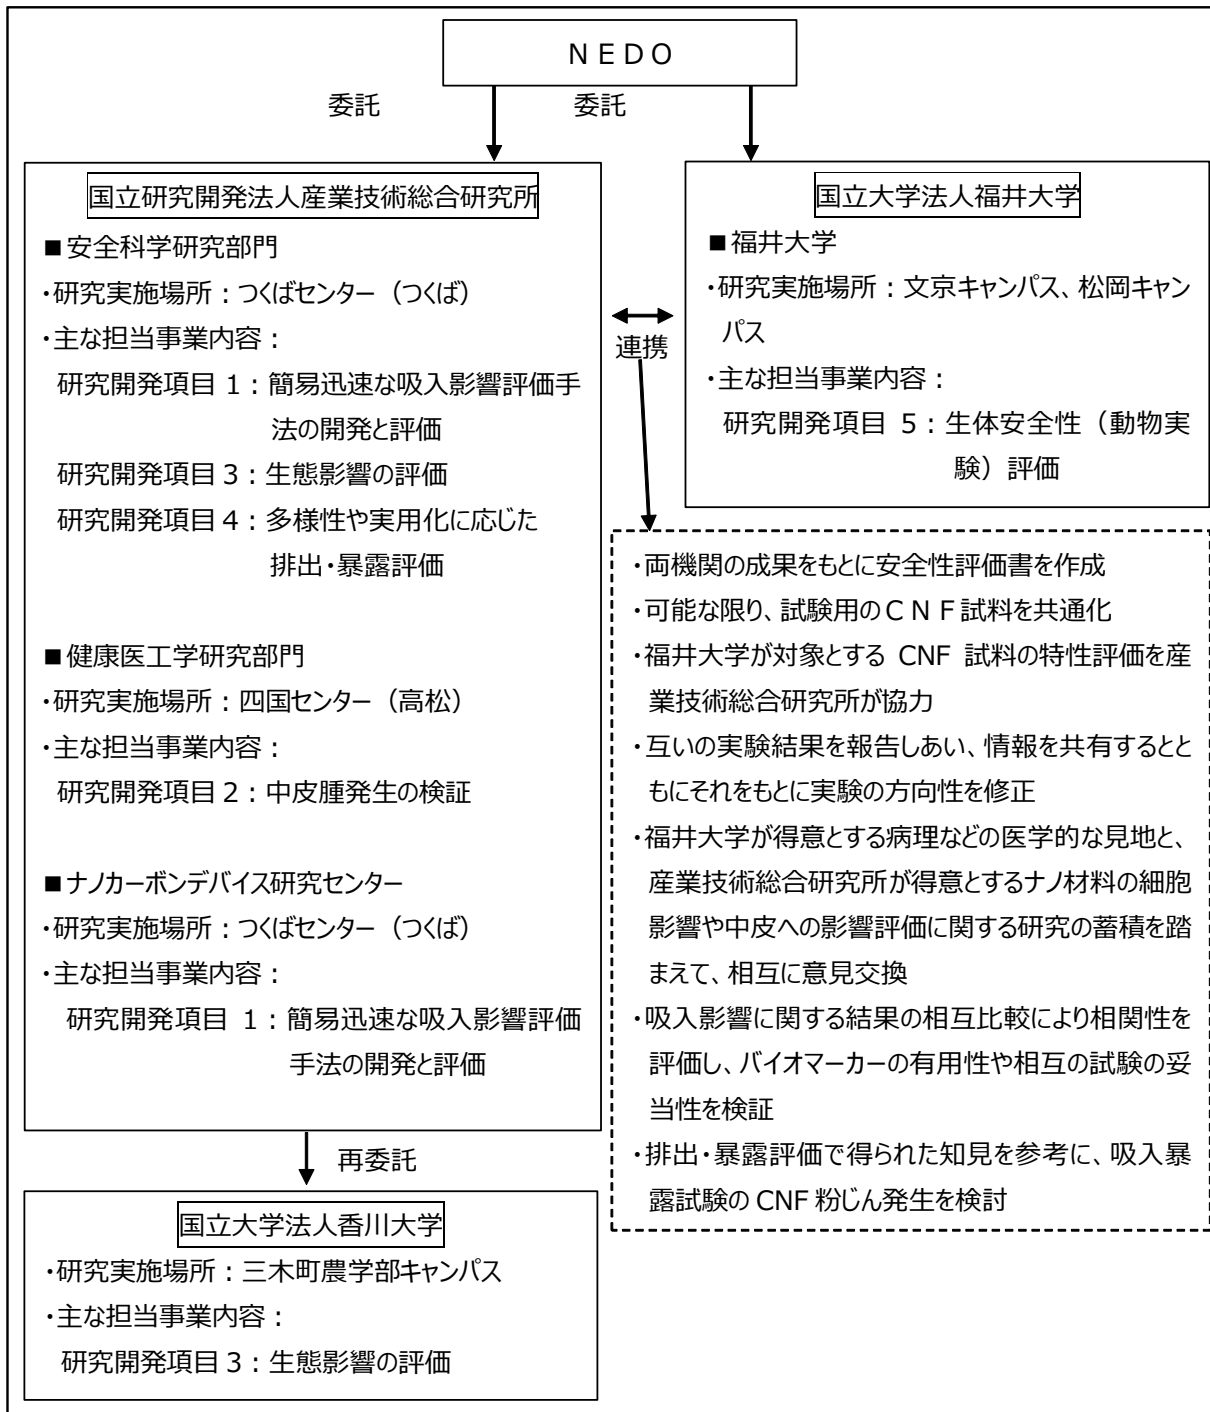 NEDO
委託
委託
国立研究開発法人産業技術総合研究所
■安全科学研究部門
・研究実施場所：つくばセンター（つくば）
・主な担当事業内容：
研究開発項目1：簡易迅速な吸入影響評価手
法の開発と評価
研究開発項目3：生態影響の評価
研究開発項目4：多様性や実用化に応じた
排出・暴露評価
■健康医工学研究部門
・研究実施場所：四国センター（高松）
・主な担当事業内容：
研究開発項目2：中皮腫発生の検証
■ナノカーボンデバイス研究センター
・研究実施場所：つくばセンター（つくば）
・主な担当事業内容：
研究開発項目 1：簡易迅速な吸入影響評価
手法の開発と評価
連携
国立大学法人福井大学
■福井大学
・研究実施場所：文京キャンパス、松岡キャン
パス
・主な担当事業内容：
研究開発項目 5：生体安全性（動物実
験）評価
・両機関の成果をもとに安全性評価書を作成
・可能な限り、試験用のＣＮＦ試料を共通化
・福井大学が対象とする CNF 試料の特性評価を産
業技術総合研究所が協力
・互いの実験結果を報告しあい、情報を共有するとと
もにそれをもとに実験の方向性を修正
・福井大学が得意とする病理などの医学的な見地と、
産業技術総合研究所が得意とするナノ材料の細胞
影響や中皮への影響評価に関する研究の蓄積を踏
まえて、相互に意見交換
・吸入影響に関する結果の相互比較により相関性を
評価し、バイオマーカーの有用性や相互の試験の妥
当性を検証
・排出・暴露評価で得られた知見を参考に、吸入暴
露試験の CNF 粉じん発生を検討
再委託
国立大学法人香川大学
・研究実施場所：三木町農学部キャンパス
・主な担当事業内容：
研究開発項目3：生態影響の評価